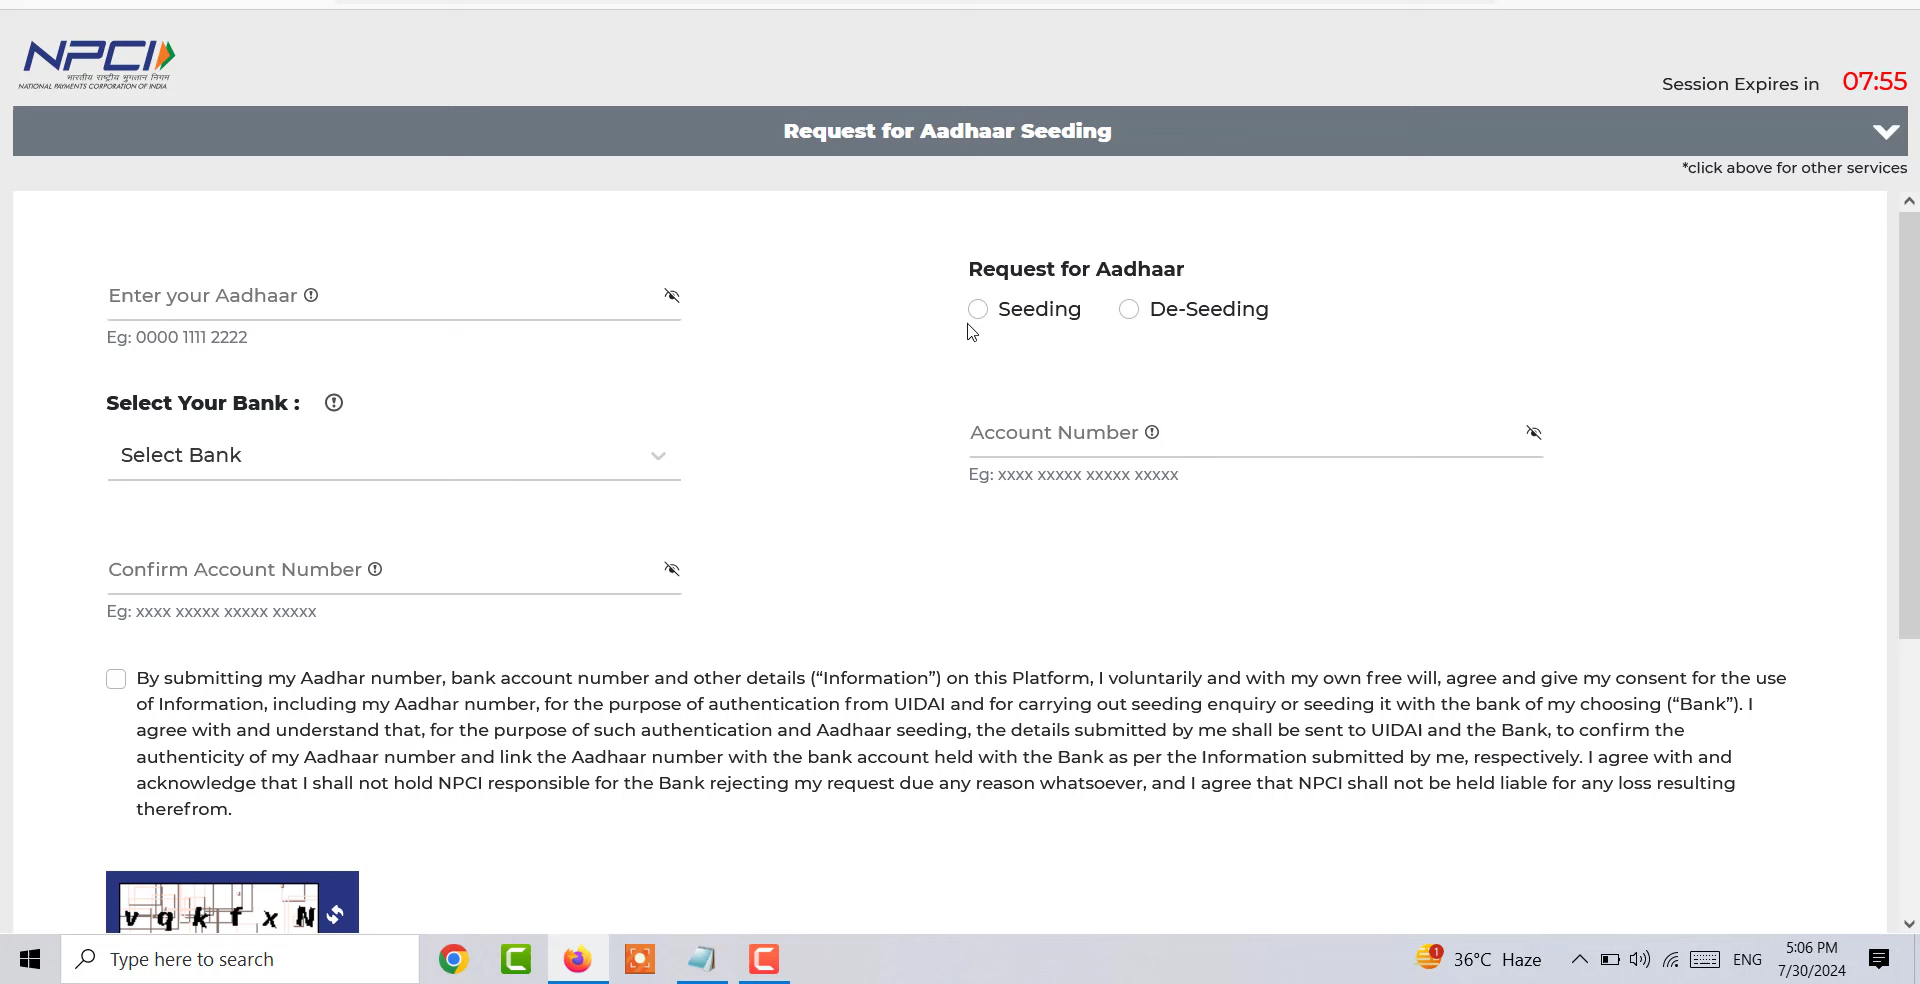 NPCI
भारतीय राष्ट्रीय भुगतान निगम
NATIONAL PAYMENTS CORPORATION OF INDIA
Session Expires in 07:55
Request for Aadhaar Seeding
*click above for other services
Request for Aadhaar
Enter your Aadhaar
Seeding De-Seeding
Eg: 0000 1111 2222
Select Your Bank :
Account Number
Select Bank
Eg: xxxx xxxxx xxxxx xxxxx
Confirm Account Number
Eg: xxxx xxxxx xxxxx xxxxx
By submitting my Aadhar number, bank account number and other details (“Information”) on this Platform, I voluntarily and with my own free will, agree and give my consent for the use
of Information, including my Aadhar number, for the purpose of authentication from UIDAI and for carrying out seeding enquiry or seeding it with the bank of my choosing (“Bank”). I
agree with and understand that, for the purpose of such authentication and Aadhaar seeding, the details submitted by me shall be sent to UIDAI and the Bank, to confirm the
authenticity of my Aadhaar number and link the Aadhaar number with the bank account held with the Bank as per the Information submitted by me, respectively. I agree with and
acknowledge that I shall not hold NPCI responsible for the Bank rejecting my request due any reason whatsoever, and I agree that NPCI shall not be held liable for any loss resulting
therefrom.
v q k f x N
Type here to search
1
36°C Haze
ENG
5:06 PM
7/30/2024